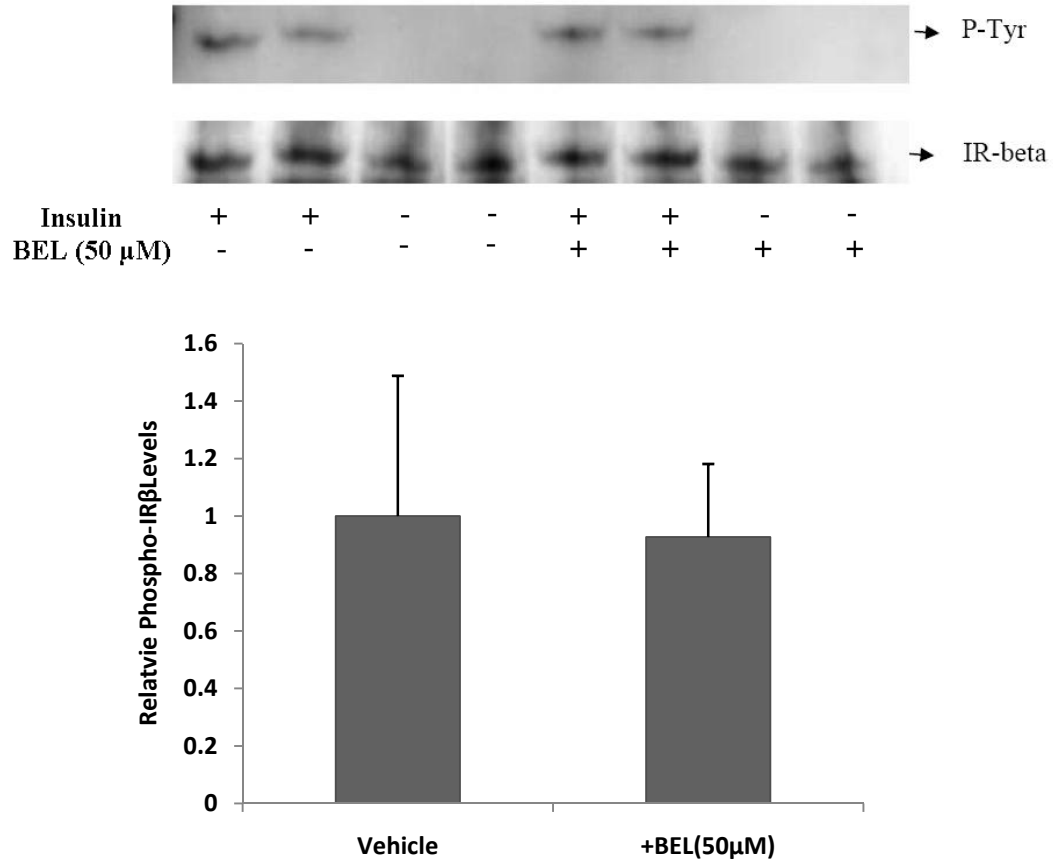 P-Tyr
IR-beta
Insulin + + - - + + - -
BEL (50 µM) - - - - + + + +
1.6
1.4
1.2
1
0.8
0.6
0.4
0.2
0
Relatvie Phospho-IRβLevels
Vehicle +BEL(50µM)